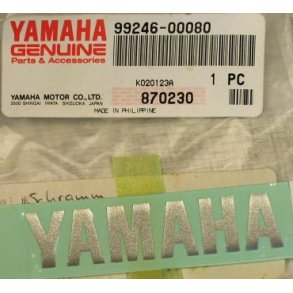 YAMAHA 99246-00080
GENUINE
Parts & Accessories
K020123A 1 PC
YAMAHA MOTOR CO., LTD. 870230
2500 SHINGAI IWATA SHIZUOKA JAPAN
MADE IN PHILIPPINE
Schramm
YAMAHA